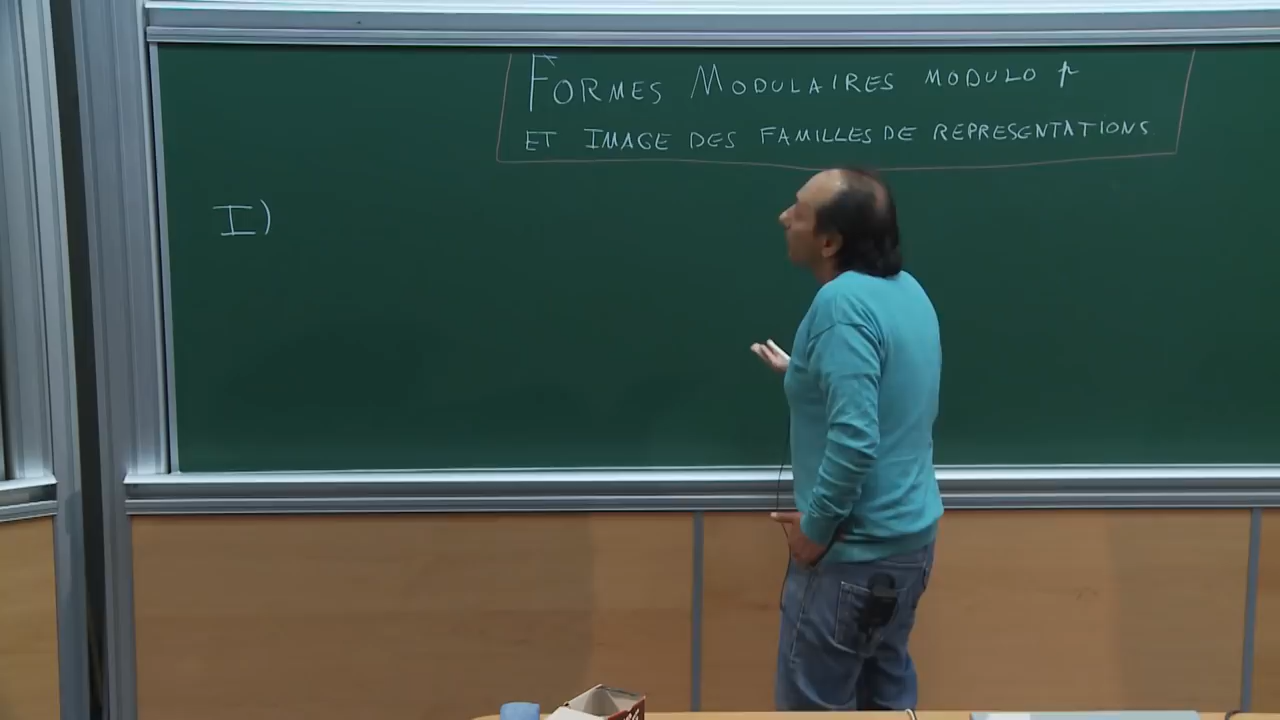 FORMES MODULAIRES MODULO p
ET IMAGE DES FAMILLES DE REPRESENTATIONS
I)